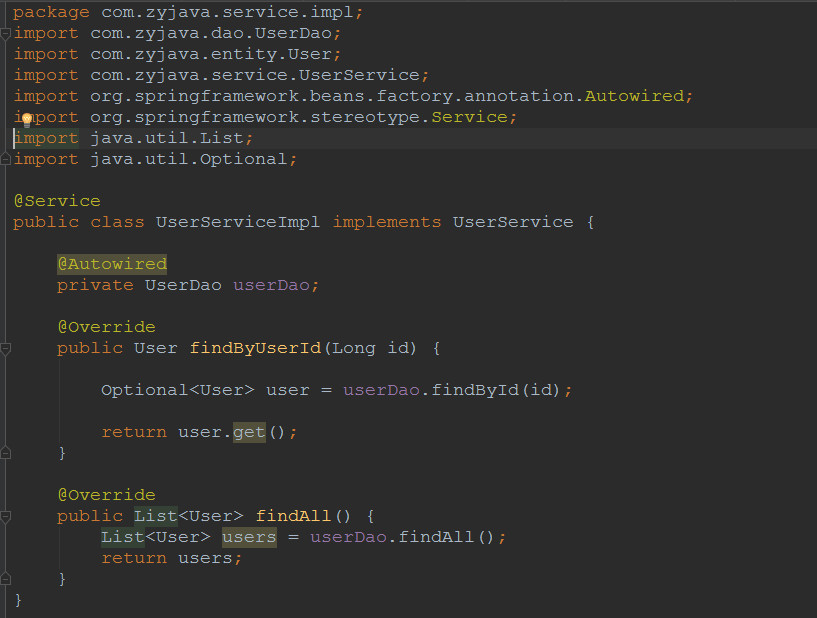 package com.zyjava.service.impl;
import com.zyjava.dao.UserDao;
import com.zyjava.entity.User;
import com.zyjava.service.UserService;
import org.springframework.beans.factory.annotation.Autowired;
import org.springframework.stereotype.Service;
import java.util.List;
import java.util.Optional;
@Service
public class UserServiceImpl implements UserService {
@Autowired
private UserDao userDao;
@Override
public User findByUserId(Long id) {
Optional<User> user = userDao.findById(id);
return user.get();
}
@Override
public List<User> findAll() {
List<User> users = userDao.findAll();
return users;
}
}